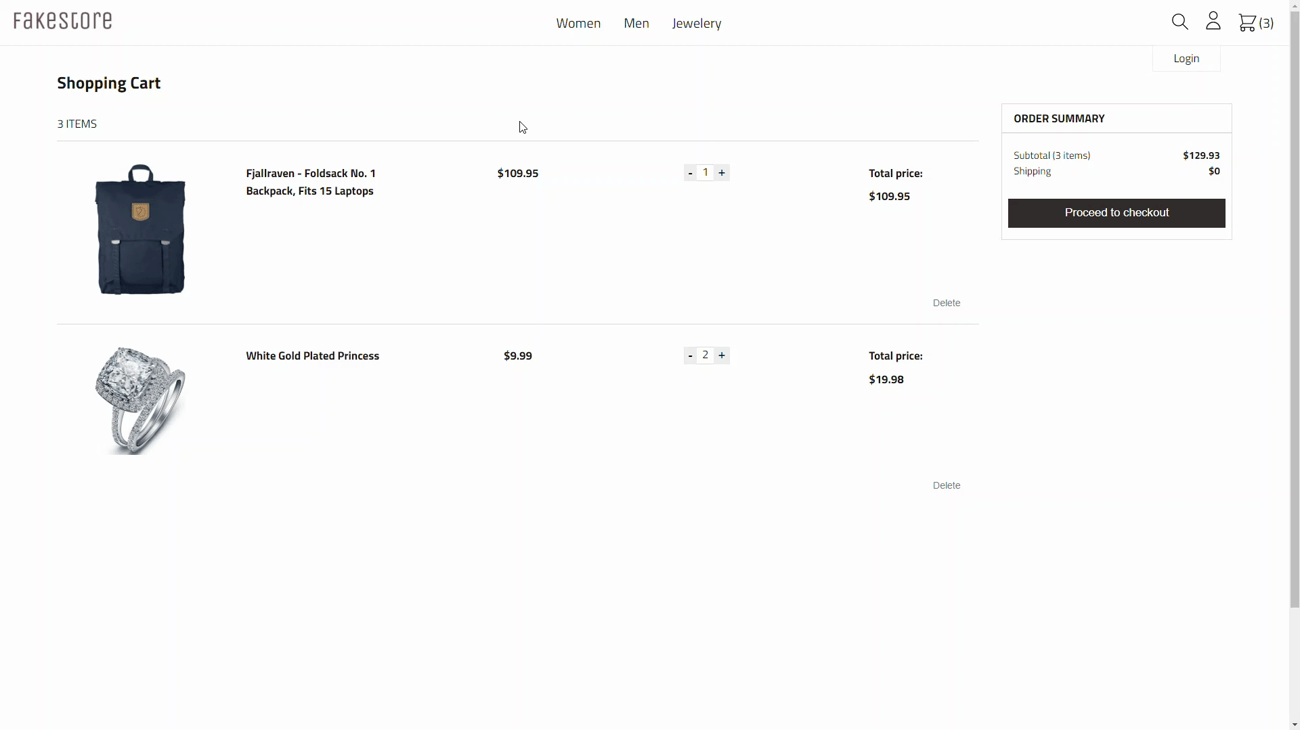 FAKESTORE
Women Men Jewelery
(3)
Login
Shopping Cart
3 ITEMS
Fjallraven - Foldsack No. 1
Backpack, Fits 15 Laptops
$109.95
- 1 +
Total price:
$109.95
Delete
White Gold Plated Princess
$9.99
- 2 +
Total price:
$19.98
Delete
ORDER SUMMARY
Subtotal (3 items) $129.93
Shipping $0
Proceed to checkout